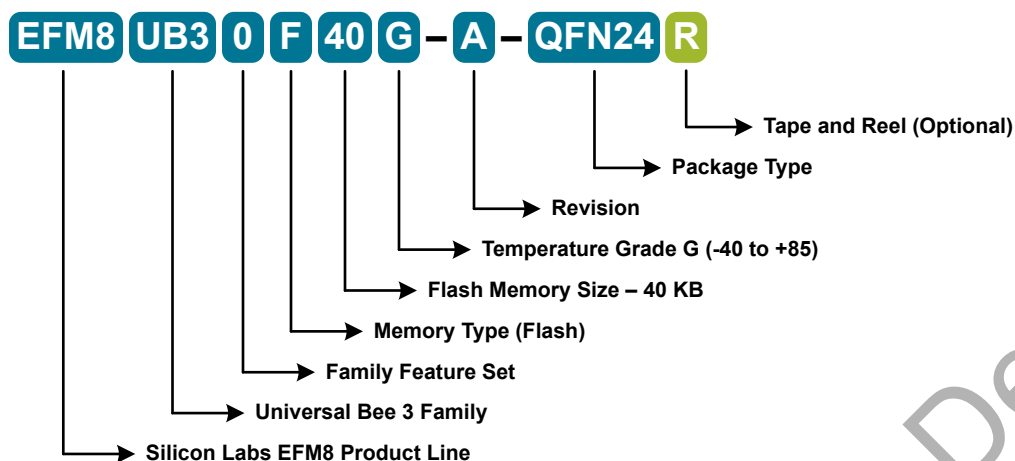 EFM8 UB3 0 F 40 G – A – QFN24 R
Tape and Reel (Optional)
Package Type
Revision
Temperature Grade G (-40 to +85)
Flash Memory Size – 40 KB
Memory Type (Flash)
Family Feature Set
Universal Bee 3 Family
Silicon Labs EFM8 Product Line